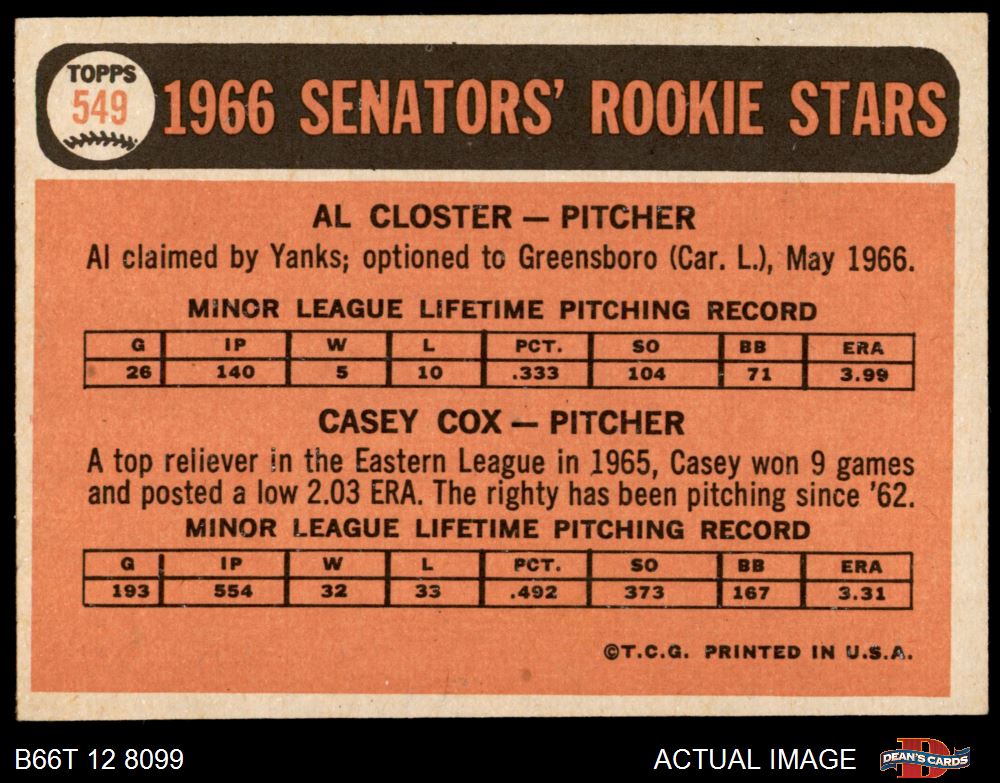 TOPPS
549
1966 SENATORS' ROOKIE STARS
AL CLOSTER — PITCHER
Al claimed by Yanks; optioned to Greensboro (Car. L.), May 1966.
MINOR LEAGUE LIFETIME PITCHING RECORD
G IP W L PCT. SO BB ERA
26 140 5 10 .333 104 71 3.99
CASEY COX — PITCHER
A top reliever in the Eastern League in 1965, Casey won 9 games
and posted a low 2.03 ERA. The righty has been pitching since '62.
MINOR LEAGUE LIFETIME PITCHING RECORD
G IP W L PCT. SO BB ERA
193 554 32 33 .492 373 167 3.31
©T.C.G. PRINTED IN U.S.A.
B66T 12 8099 ACTUAL IMAGE DEAN'S CARDS